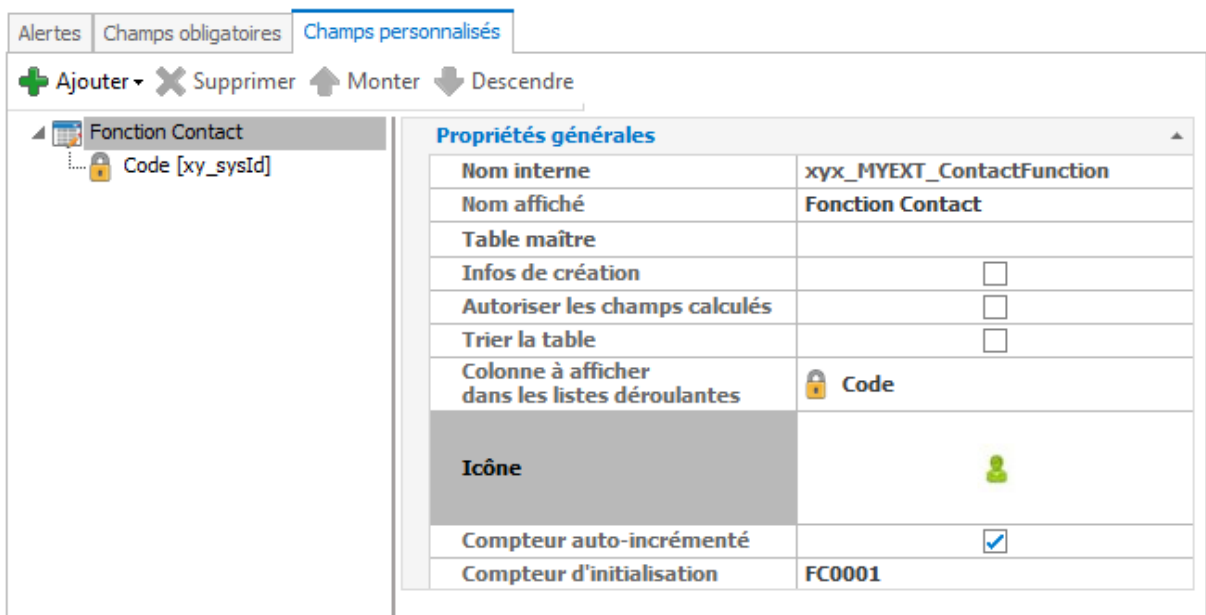 Alertes Champs obligatoires Champs personnalisés
Ajouter Supprimer Monter Descendre
Fonction Contact
Code [xy_sysId]
Propriétés générales
Nom interne xyx_MYEXT_ContactFunction
Nom affiché Fonction Contact
Table maître
Infos de création
Autoriser les champs calculés
Trier la table
Colonne à afficher
dans les listes déroulantes Code
Icône
Compteur auto-incrémenté
Compteur d'initialisation FC0001